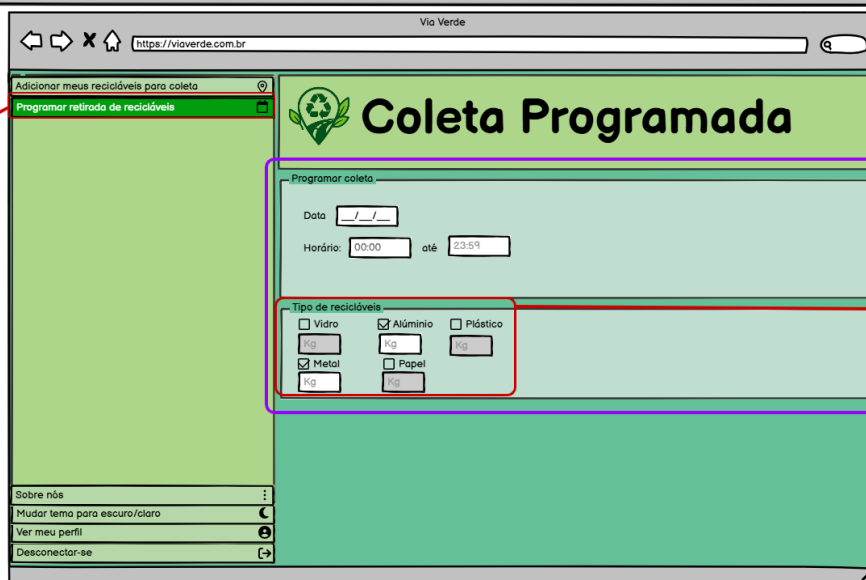 Via Verde
https://viaverde.com.br
Adicionar meus recicláveis para coleta
Programar retirada de recicláveis
Coleta Programada
Programar coleta
Data __/__/__
Horário: 00:00 até 23:59
Tipo de recicláveis
Vidro Alúminio Plástico
Kg Kg Kg
Metal Papel
Kg Kg
Sobre nós
Mudar tema para escuro/claro
Ver meu perfil
Desconectar-se